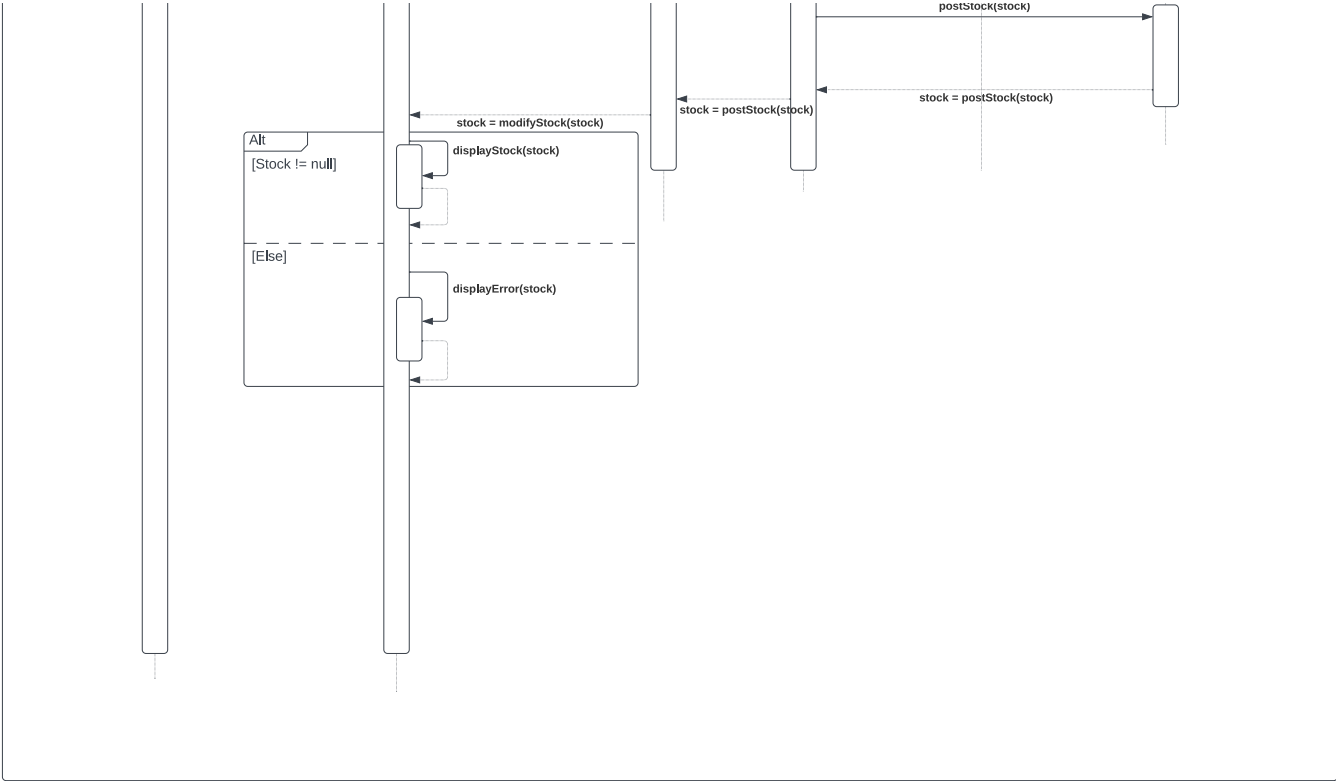 postStock(stock)
stock = postStock(stock)
stock = postStock(stock)
stock = modifyStock(stock)
Alt
displayStock(stock)
[Stock != null]
[Else]
displayError(stock)